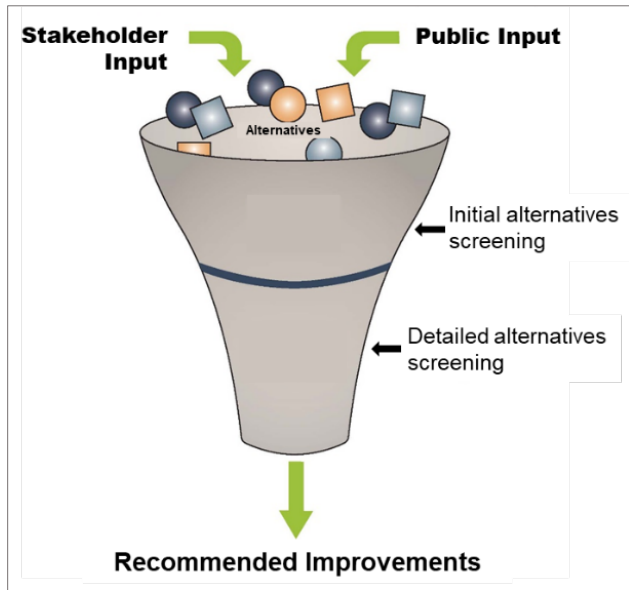 Stakeholder
Input
Public Input
Alternatives
Initial alternatives
screening
Detailed alternatives
screening
Recommended Improvements